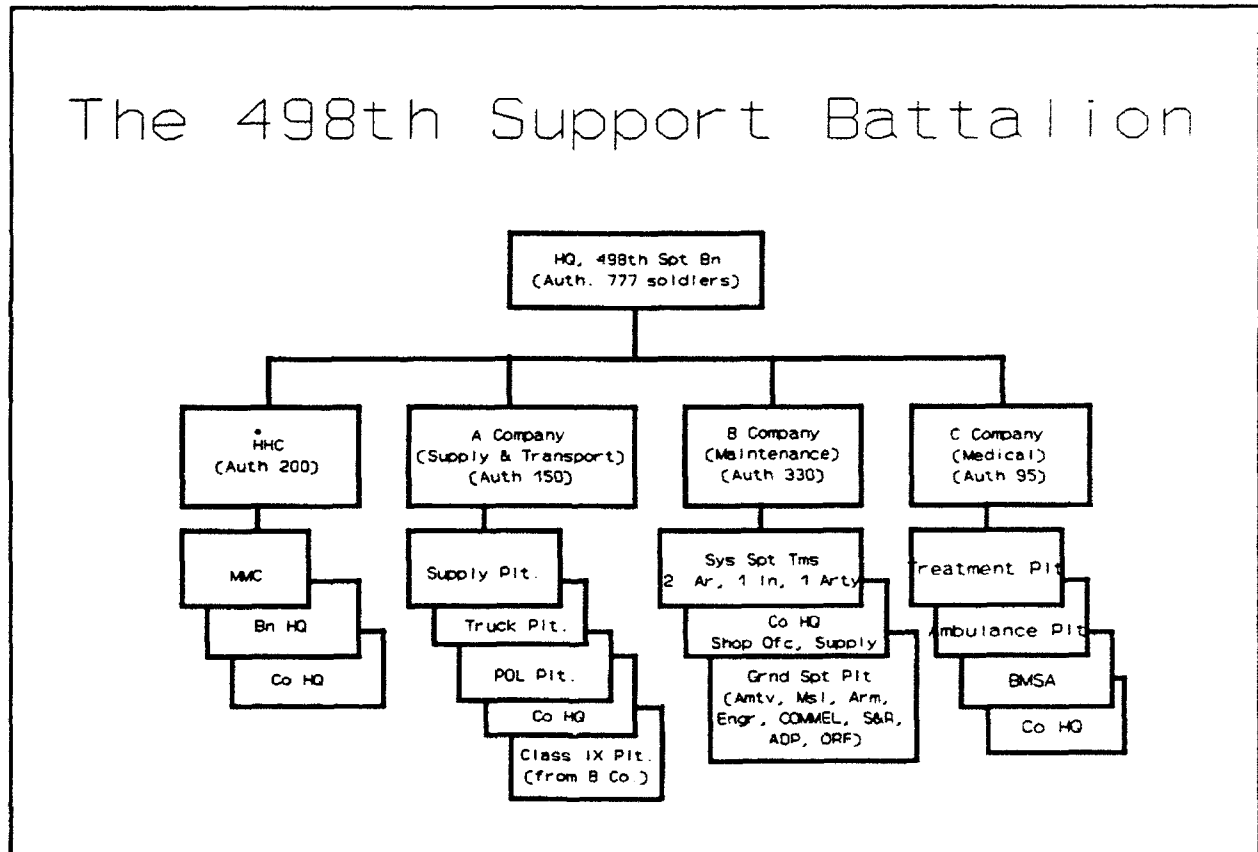 The 498th Support Battalion
HQ, 498th Spt Bn
(Auth. 777 soldiers)
HHC
(Auth 200)
A Company
(Supply & Transport)
(Auth 150)
B Company
(Maintenance)
(Auth 330)
C Company
(Medical)
(Auth 95)
MMC
Bn HQ
Co HQ
Supply Plt.
Truck Plt.
POL Plt.
Co HQ
Class IX Plt.
(from B Co.)
Sys Spt Tms
2 Ar, 1 In, 1 Arty
Co HQ
Shop Ofc, Supply
Grnd Spt Plt
(Amtv, Msl, Arm,
Engr, COMMEL, S&R,
ADP, ORF)
Treatment Plt
Ambulance Plt
BMSA
Co HQ